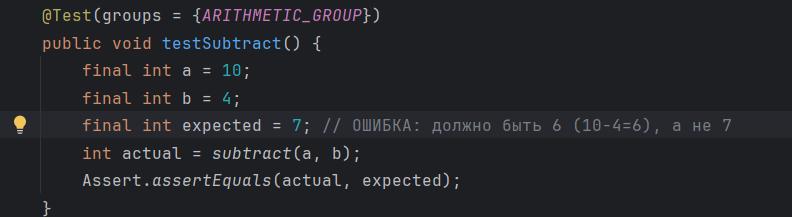 @Test(groups = {ARITHMETIC_GROUP})
public void testSubtract() {
final int a = 10;
final int b = 4;
final int expected = 7; // ОШИБКА: должно быть 6 (10-4=6), а не 7
int actual = subtract(a, b);
Assert.assertEquals(actual, expected);
}